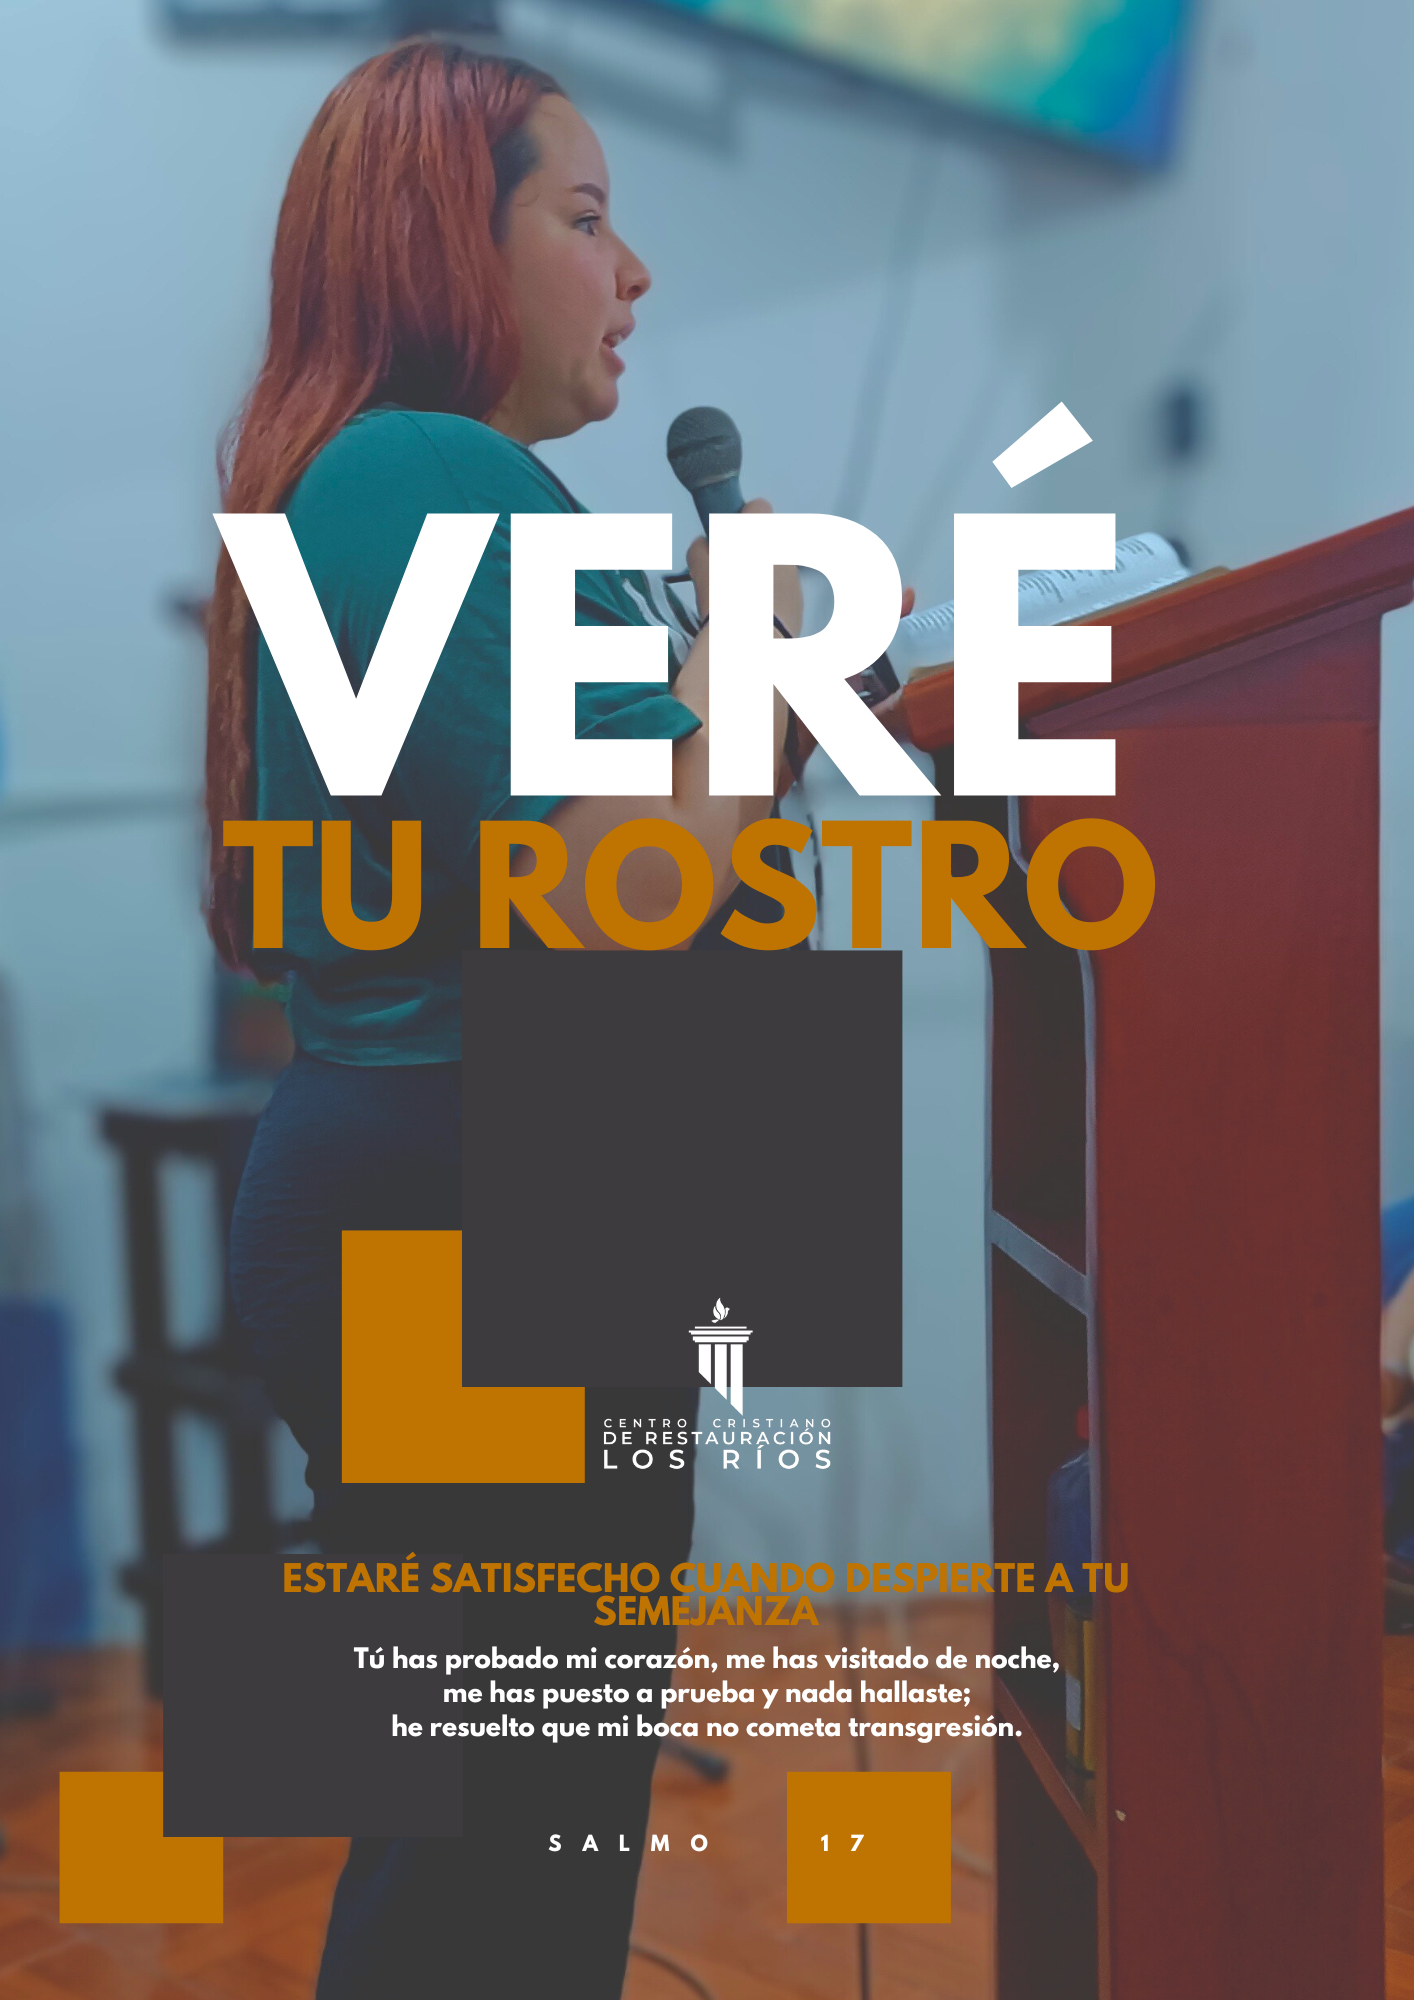 VERÉ
TU ROSTRO
CENTRO CRISTIANO
DE RESTAURACIÓN
LOS RÍOS
ESTARÉ SATISFECHO CUANDO DESPIERTE A TU
SEMEJANZA
Tú has probado mi corazón, me has visitado de noche,
me has puesto a prueba y nada hallaste;
he resuelto que mi boca no cometa transgresión.
SALMO 17